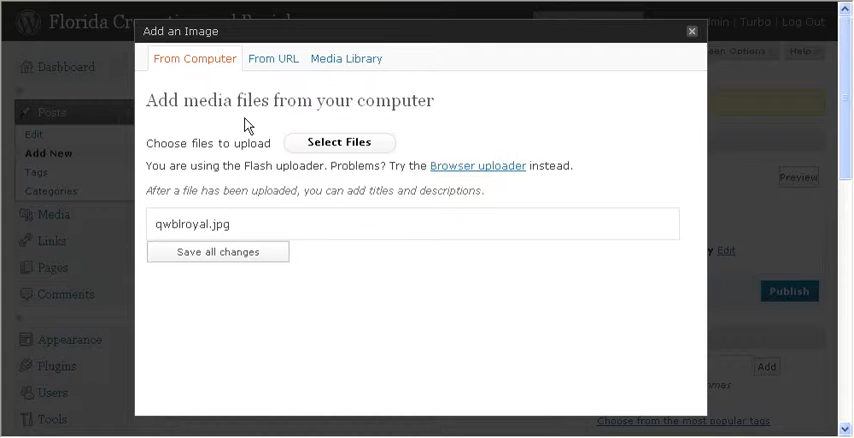 Add an Image
Turbo | Log Out
Dashboard
Help
From Computer From URL Media Library
Add media files from your computer
Posts
Edit
Choose files to upload Select Files
Add New
You are using the Flash uploader. Problems? Try the Browser uploader instead.
Preview
Tags
Categories
After a file has been uploaded, you can add titles and descriptions.
Media
qwblroyal.jpg
Links
Edit
Save all changes
Pages
Comments
Publish
Appearance
Plugins
Add
Users
Tools
Choose from the most popular tags